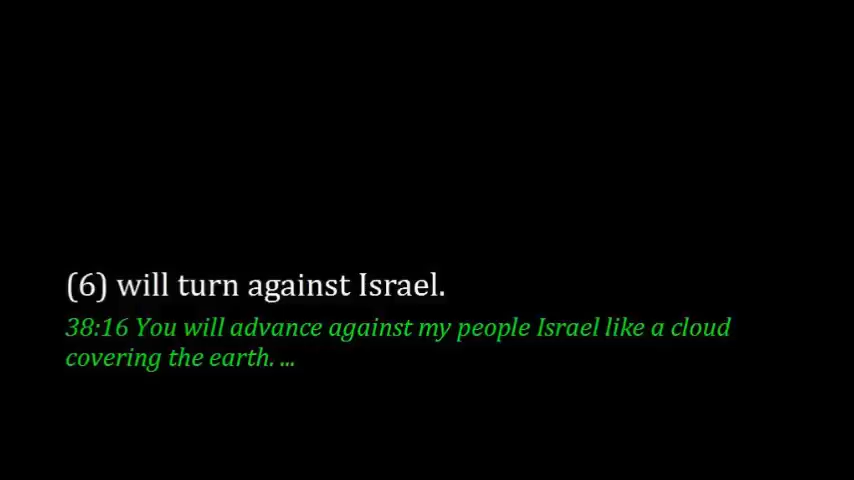 (6) will turn against Israel.
38:16 You will advance against my people Israel like a cloud
covering the earth. ...